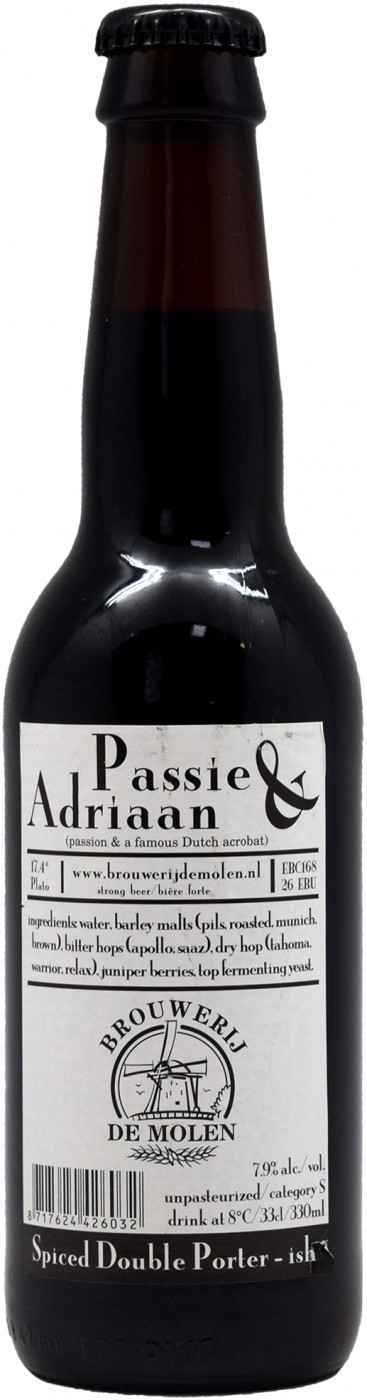 Passie &
Adriaan
(passion & a famous Dutch acrobat)
17.4° www.brouwerijdemolen.nl EBC168
Plato strong beer/bière forte 26 EBU
ingredients: water, barley malts (pils, roasted, munich,
brown), bitter hops (apollo, saaz), dry hop (tahoma,
warrior, relax), juniper berries, top fermenting yeast.
BROUWERIJ
DE MOLEN
7.9% alc./vol.
unpasteurized/category S
8 717624 426032 drink at 8°C/33cl/330ml
Spiced Double Porter - ish